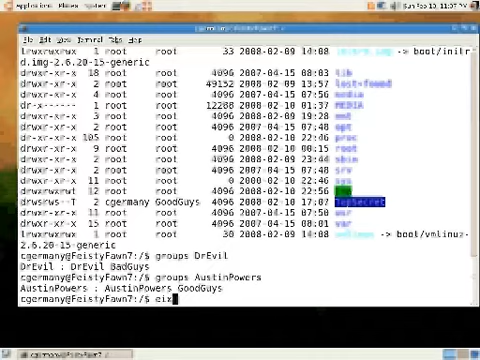 Applications Places System
Sun Feb 10, 11:07 PM
File Edit View Terminal Tabs Help
lrwxrwxrwx 1 root root 33 2008-02-09 14:08 initrd.img -> boot/initr
d.img-2.6.20-15-generic
drwxr-xr-x 18 root root 4096 2007-04-15 08:03 lib
drwxr-xr-x 2 root root 49152 2008-02-09 13:57 lost+found
drwxr-xr-x 4 root root 4096 2007-04-15 07:56 media
dr-x------ 1 root root 12288 2008-02-10 01:37 MEDIA
drwxr-xr-x 3 root root 4096 2008-02-09 19:28 mnt
drwxr-xr-x 2 root root 4096 2007-04-15 07:56 opt
dr-xr-xr-x 105 root root 0 2008-02-10 22:46 proc
drwxr-xr-x 9 root root 4096 2008-02-10 00:15 root
drwxr-xr-x 2 root root 4096 2008-02-09 23:44 sbin
drwxr-xr-x 2 root root 4096 2007-04-15 07:56 srv
drwxr-xr-x 11 root root 0 2008-02-10 22:46 sys
drwxrwxrwt 12 root root 4096 2008-02-10 22:56 tmp
drwsrws--T 2 cgermany GoodGuys 4096 2008-02-10 17:07 TopSecret
drwxr-xr-x 11 root root 4096 2007-04-15 07:50 usr
drwxr-xr-x 15 root root 4096 2007-04-15 08:01 var
lrwxrwxrwx 1 root root 30 2008-02-09 14:08 vmlinuz -> boot/vmlinuz-
2.6.20-15-generic
cgermany@FeistyFawn7:/$ groups DrEvil
DrEvil : DrEvil BadGuys
cgermany@FeistyFawn7:/$ groups AustinPowers
AustinPowers : AustinPowers GoodGuys
cgermany@FeistyFawn7:/$ eix
cgermany@FeistyFawn7: /